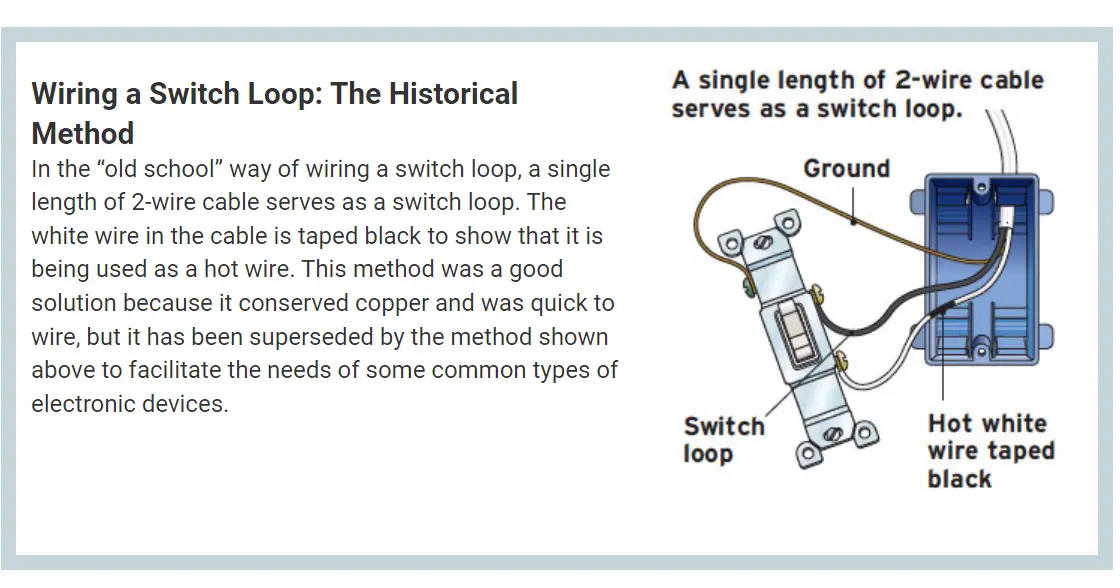 Wiring a Switch Loop: The Historical
Method
In the “old school” way of wiring a switch loop, a single
length of 2-wire cable serves as a switch loop. The
white wire in the cable is taped black to show that it is
being used as a hot wire. This method was a good
solution because it conserved copper and was quick to
wire, but it has been superseded by the method shown
above to facilitate the needs of some common types of
electronic devices.
A single length of 2-wire cable
serves as a switch loop.
Ground
Switch
loop
Hot white
wire taped
black